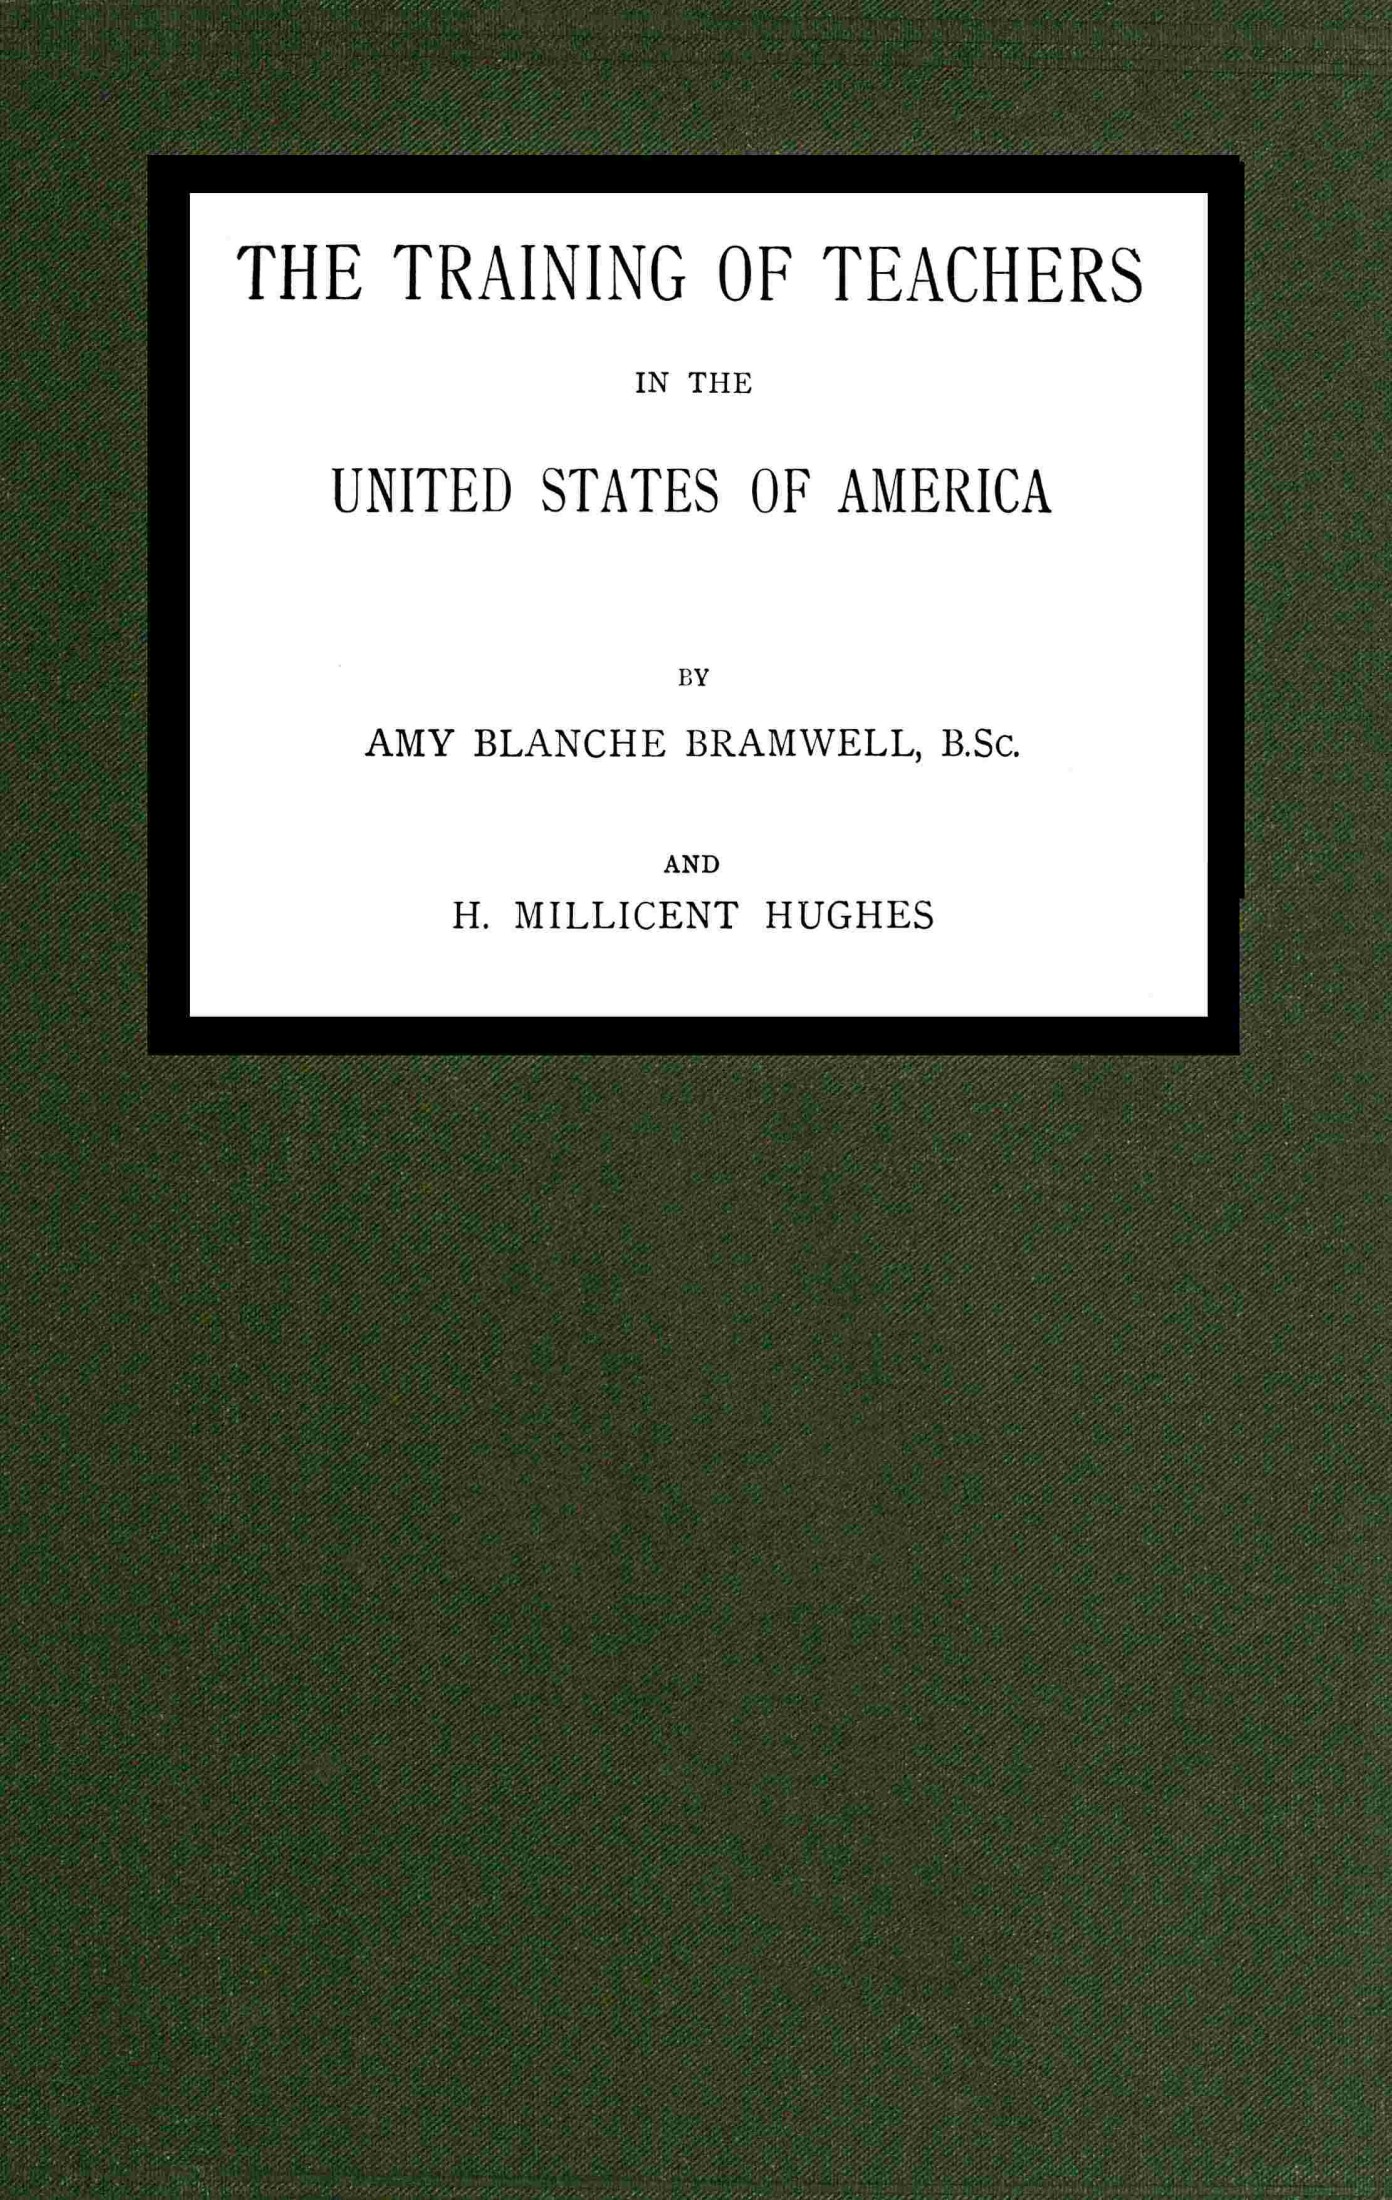 THE TRAINING OF TEACHERS
IN THE
UNITED STATES OF AMERICA
BY
AMY BLANCHE BRAMWELL, B.Sc.
AND
H. MILLICENT HUGHES